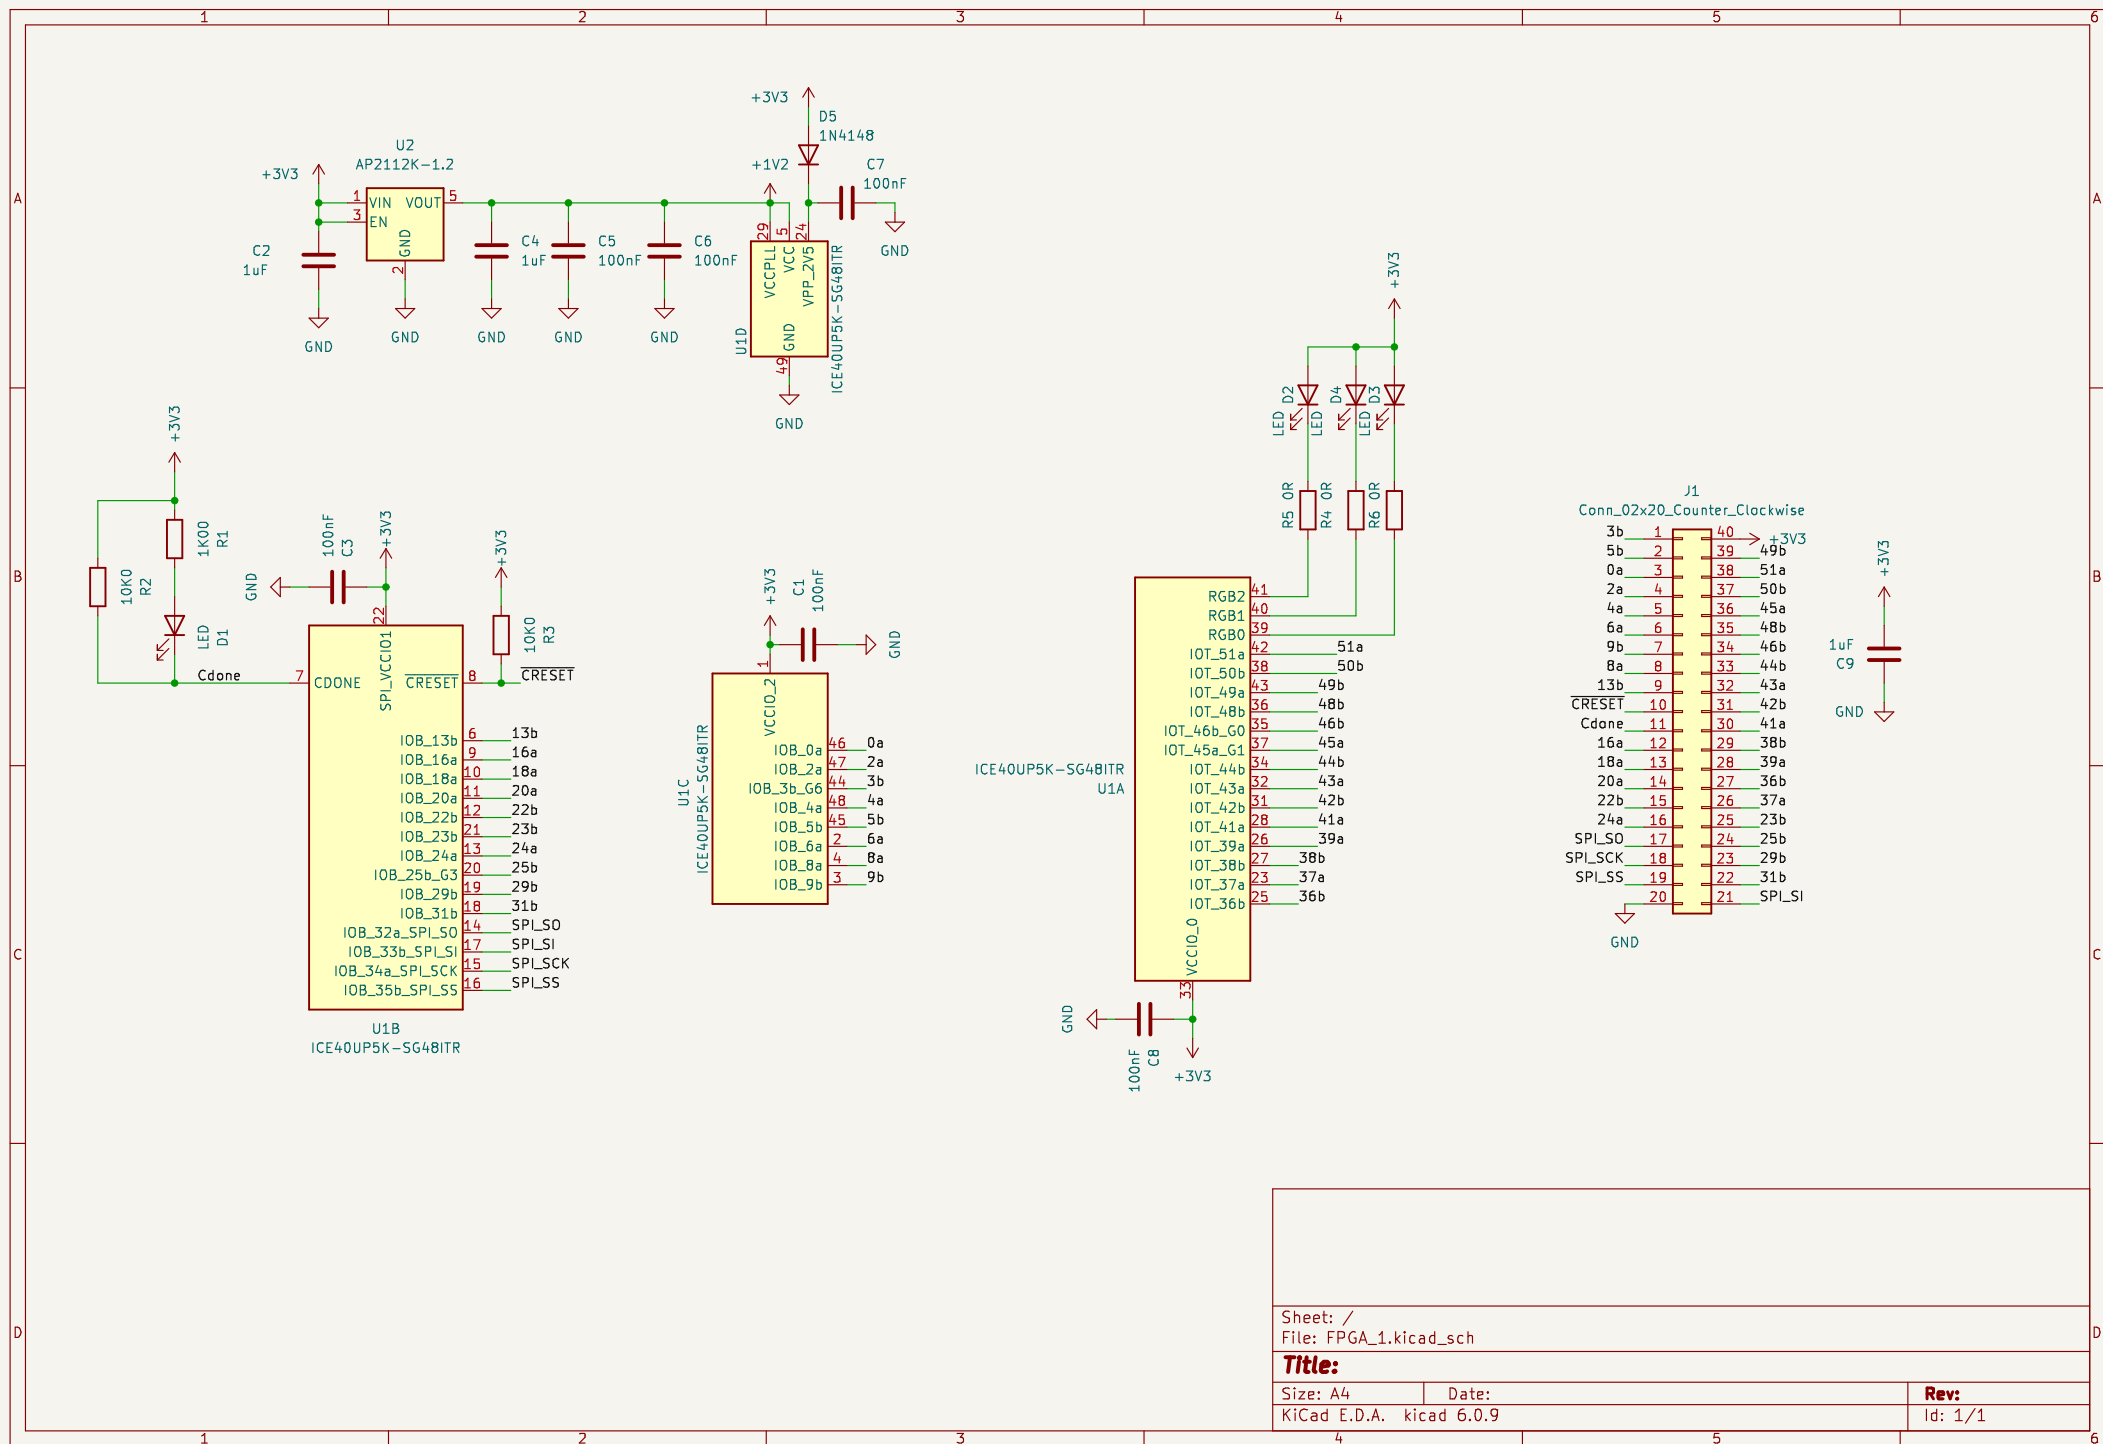 1 2 3 4 5 6
A
B
C
D
A
B
C
D
+3V3
D5
1N4148
U2
AP2112K-1.2
+3V3
1 VIN VOUT 5
3 EN
GND
2
C2
1uF
GND
GND
C4
1uF
GND
C5
100nF
GND
C6
100nF
GND
+1V2
C7
100nF
GND
29 5 24
VCCPLL
VCC
VPP_2V5
GND
U1D
ICE40UP5K-SG48ITR
49
GND
+3V3
D2
LED
D4
LED
D3
LED
R5 0R
R4 0R
R6 0R
+3V3
1K00
R1
10K0
R2
LED
D1
Cdone
GND
100nF
C3
+3V3
22
+3V3
10K0
R3
7 CDONE
SPI_VCCIO1
CRESET 8 CRESET
IOB_13b 6 13b
IOB_16a 9 16a
IOB_18a 10 18a
IOB_20a 11 20a
IOB_22b 12 22b
IOB_23b 21 23b
IOB_24a 13 24a
IOB_25b_G3 20 25b
IOB_29b 19 29b
IOB_31b 18 31b
IOB_32a_SPI_SO 14 SPI_SO
IOB_33b_SPI_SI 17 SPI_SI
IOB_34a_SPI_SCK 15 SPI_SCK
IOB_35b_SPI_SS 16 SPI_SS
U1B
ICE40UP5K-SG48ITR
+3V3
C1
100nF
GND
1
VCCIO_2
U1C
ICE40UP5K-SG48ITR
IOB_0a 46 0a
IOB_2a 47 2a
IOB_3b_G6 44 3b
IOB_4a 48 4a
IOB_5b 45 5b
IOB_6a 2 6a
IOB_8a 4 8a
IOB_9b 3 9b
RGB2 41
RGB1 40
RGB0 39
IOT_51a 42 51a
IOT_50b 38 50b
IOT_49a 43 49b
IOT_48b 36 48b
IOT_46b_G0 35 46b
IOT_45a_G1 37 45a
IOT_44b 34 44b
IOT_43a 32 43a
IOT_42b 31 42b
IOT_41a 28 41a
IOT_39a 26 39a
IOT_38b 27 38b
IOT_37a 23 37a
IOT_36b 25 36b
VCCIO_0
33
ICE40UP5K-SG48ITR
U1A
GND
100nF
C8
+3V3
J1
Conn_02x20_Counter_Clockwise
3b 1 40 +3V3
5b 2 39 49b
0a 3 38 51a
2a 4 37 50b
4a 5 36 45a
6a 6 35 48b
9b 7 34 46b
8a 8 33 44b
13b 9 32 43a
CRESET 10 31 42b
Cdone 11 30 41a
16a 12 29 38b
18a 13 28 39a
20a 14 27 36b
22b 15 26 37a
24a 16 25 23b
SPI_SO 17 24 25b
SPI_SCK 18 23 29b
SPI_SS 19 22 31b
20 21 SPI_SI
GND
+3V3
1uF
C9
GND
Sheet: /
File: FPGA_1.kicad_sch
Title:
Size: A4 Date: Rev:
KiCad E.D.A. kicad 6.0.9 Id: 1/1
1 2 3 4 5 6